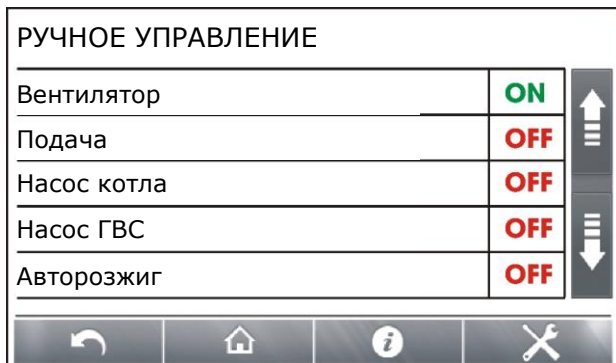 РУЧНОЕ УПРАВЛЕНИЕ
Вентилятор ON
Подача OFF
Насос котла OFF
Насос ГВС OFF
Авторозжиг OFF
i